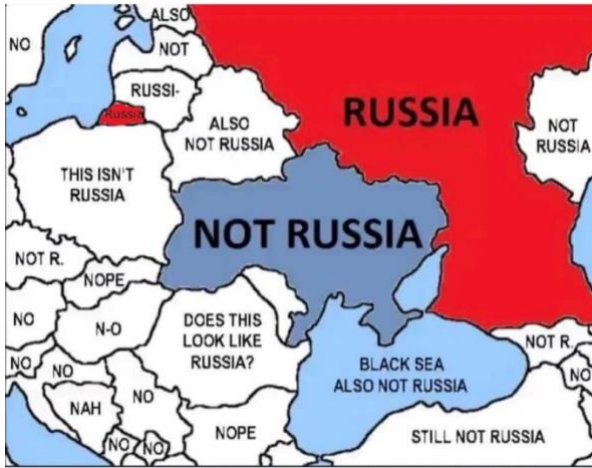 ALSO
NO
NOT
RUSSI-
RUSSIA
RUSSIA
ALSO
NOT RUSSIA
NOT
RUSSIA
THIS ISN'T
RUSSIA
NOT RUSSIA
NOT R.
NOPE
NO
N-O
DOES THIS
LOOK LIKE
RUSSIA?
NOT R.
NO
NO
NO
BLACK SEA
ALSO NOT RUSSIA
NAH
NO
NOPE
STILL NOT RUSSIA
NO
NO